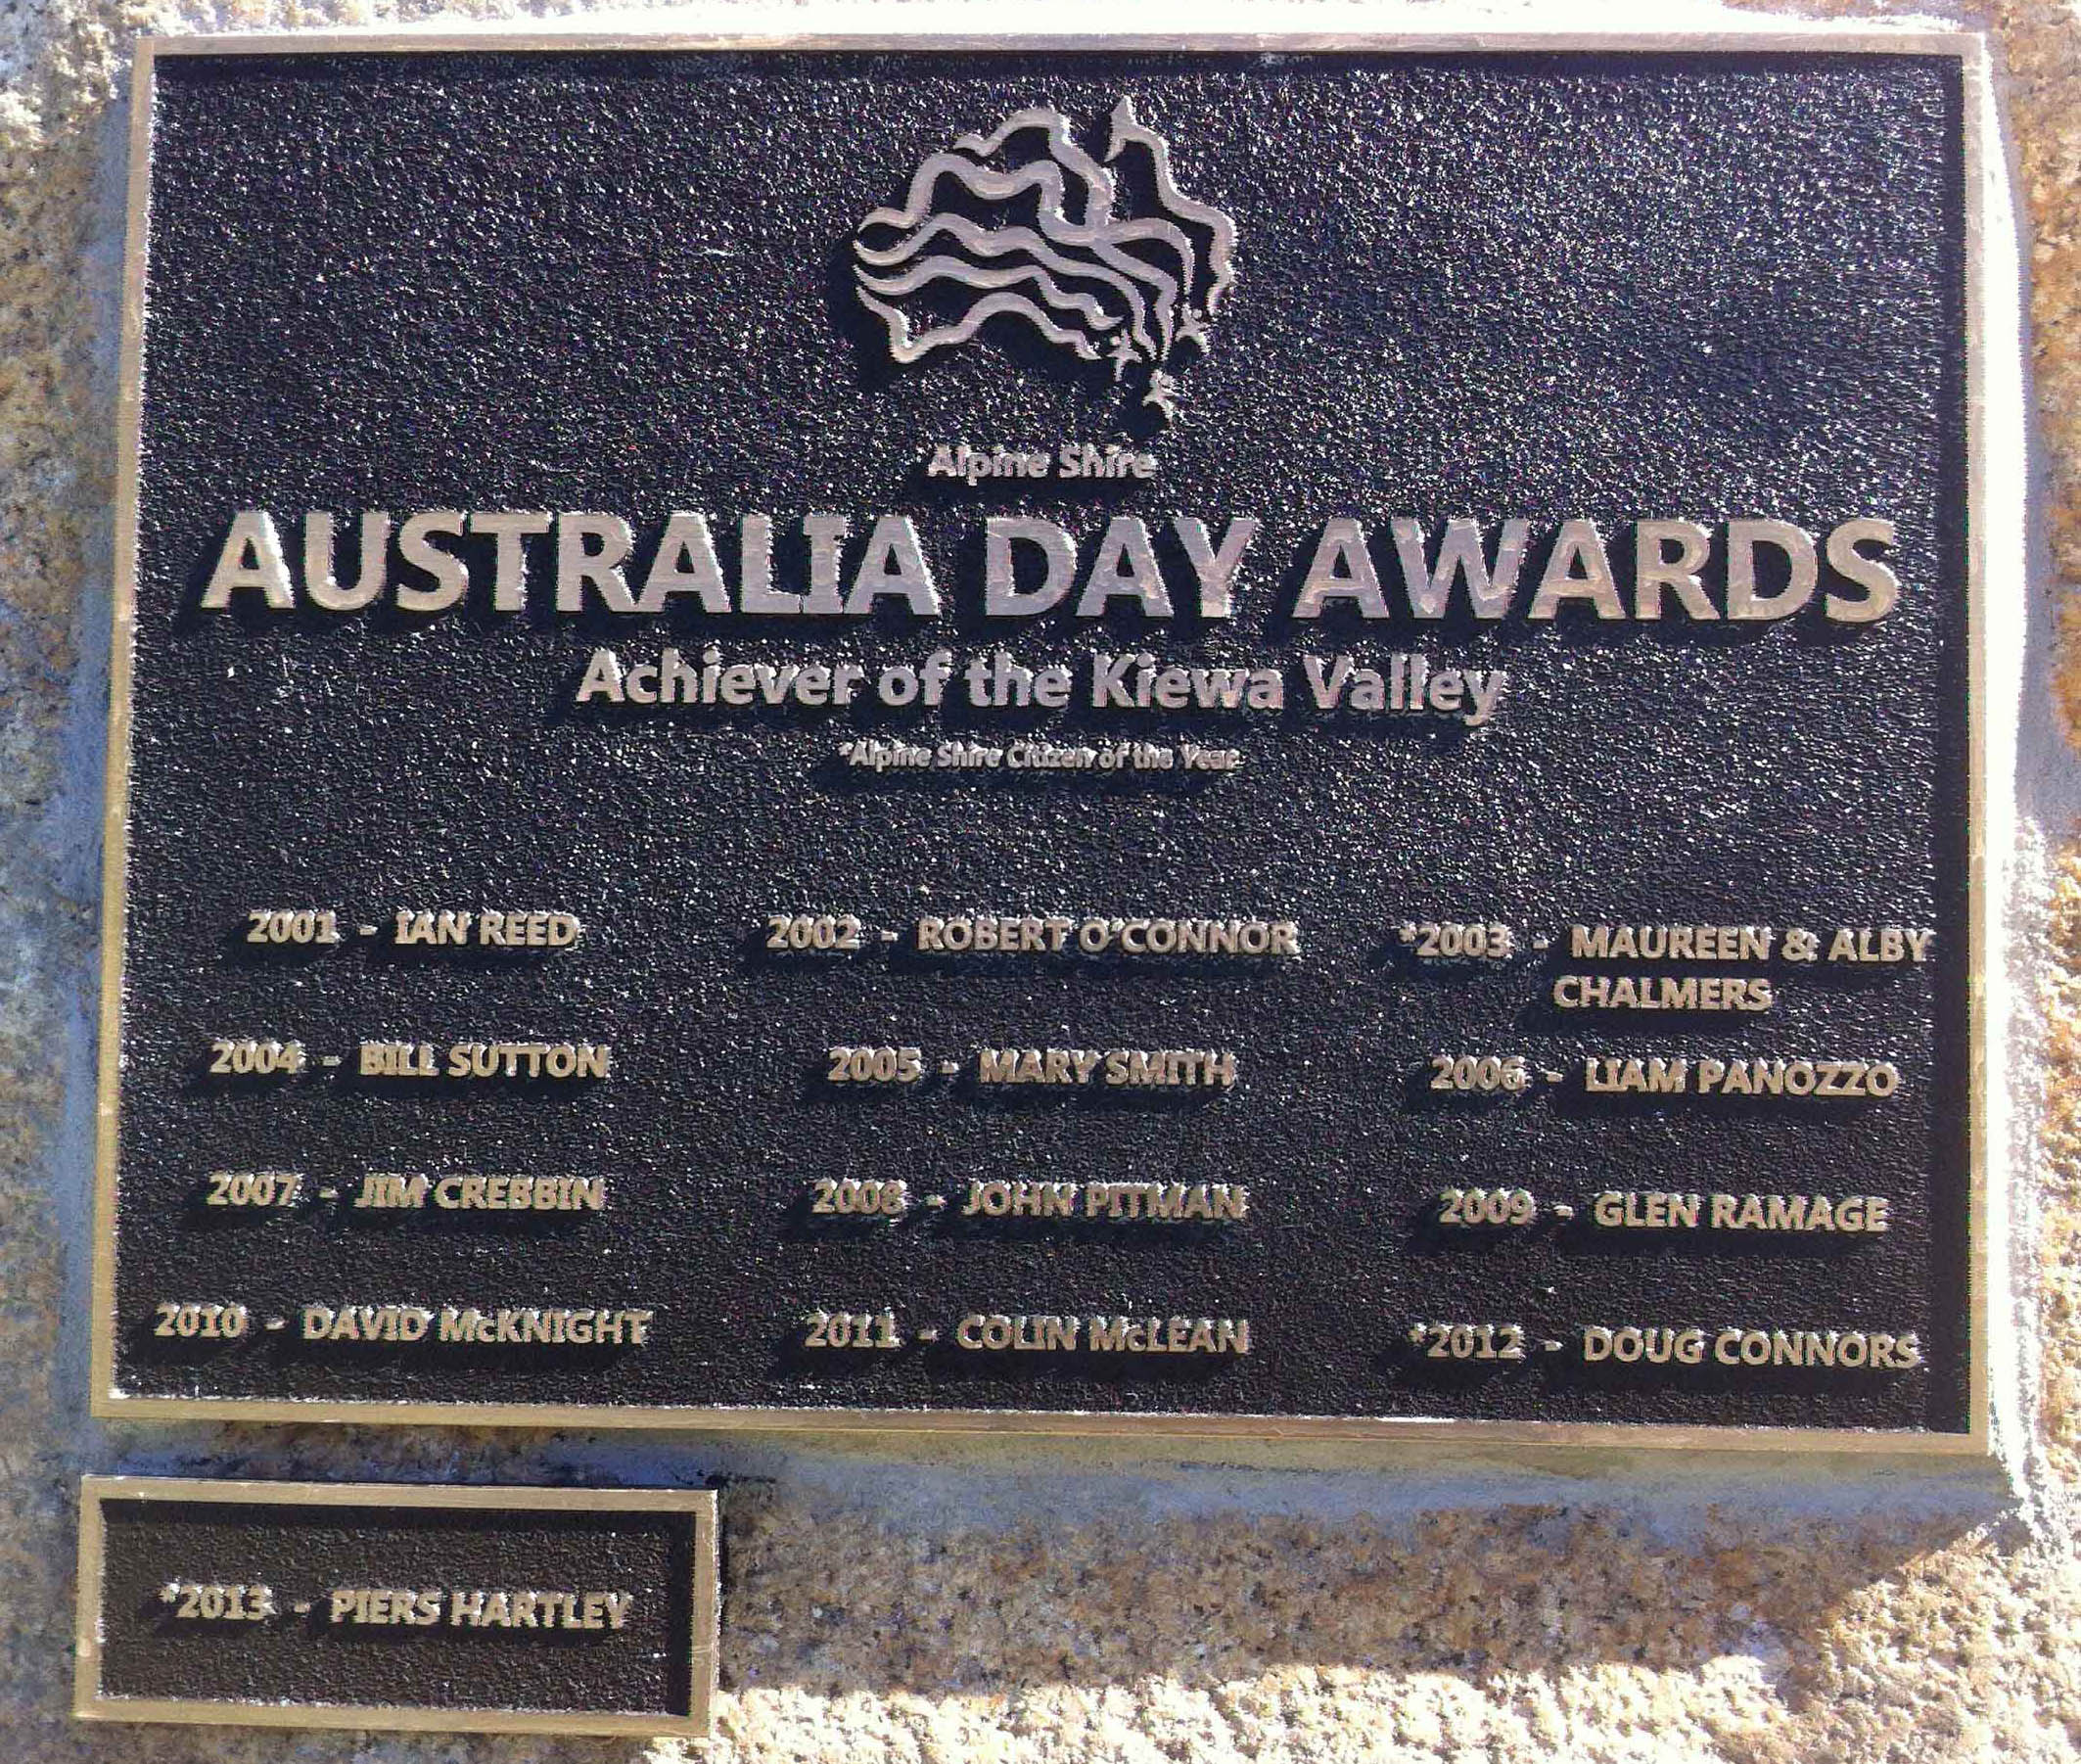 Alpine Shire
AUSTRALIA DAY AWARDS
Achiever of the Kiewa Valley
*Alpine Shire Citizen of the Year
2001 - IAN REED
2002 - ROBERT O'CONNOR
*2003 - MAUREEN & ALBY
CHALMERS
2004 - BILL SUTTON
2005 - MARY SMITH
2006 - LIAM PANOZZO
2007 - JIM CREBBIN
2008 - JOHN PITMAN
2009 - GLEN RAMAGE
2010 - DAVID McKNIGHT
2011 - COLIN McLEAN
*2012 - DOUG CONNORS
*2013 - PIERS HARTLEY